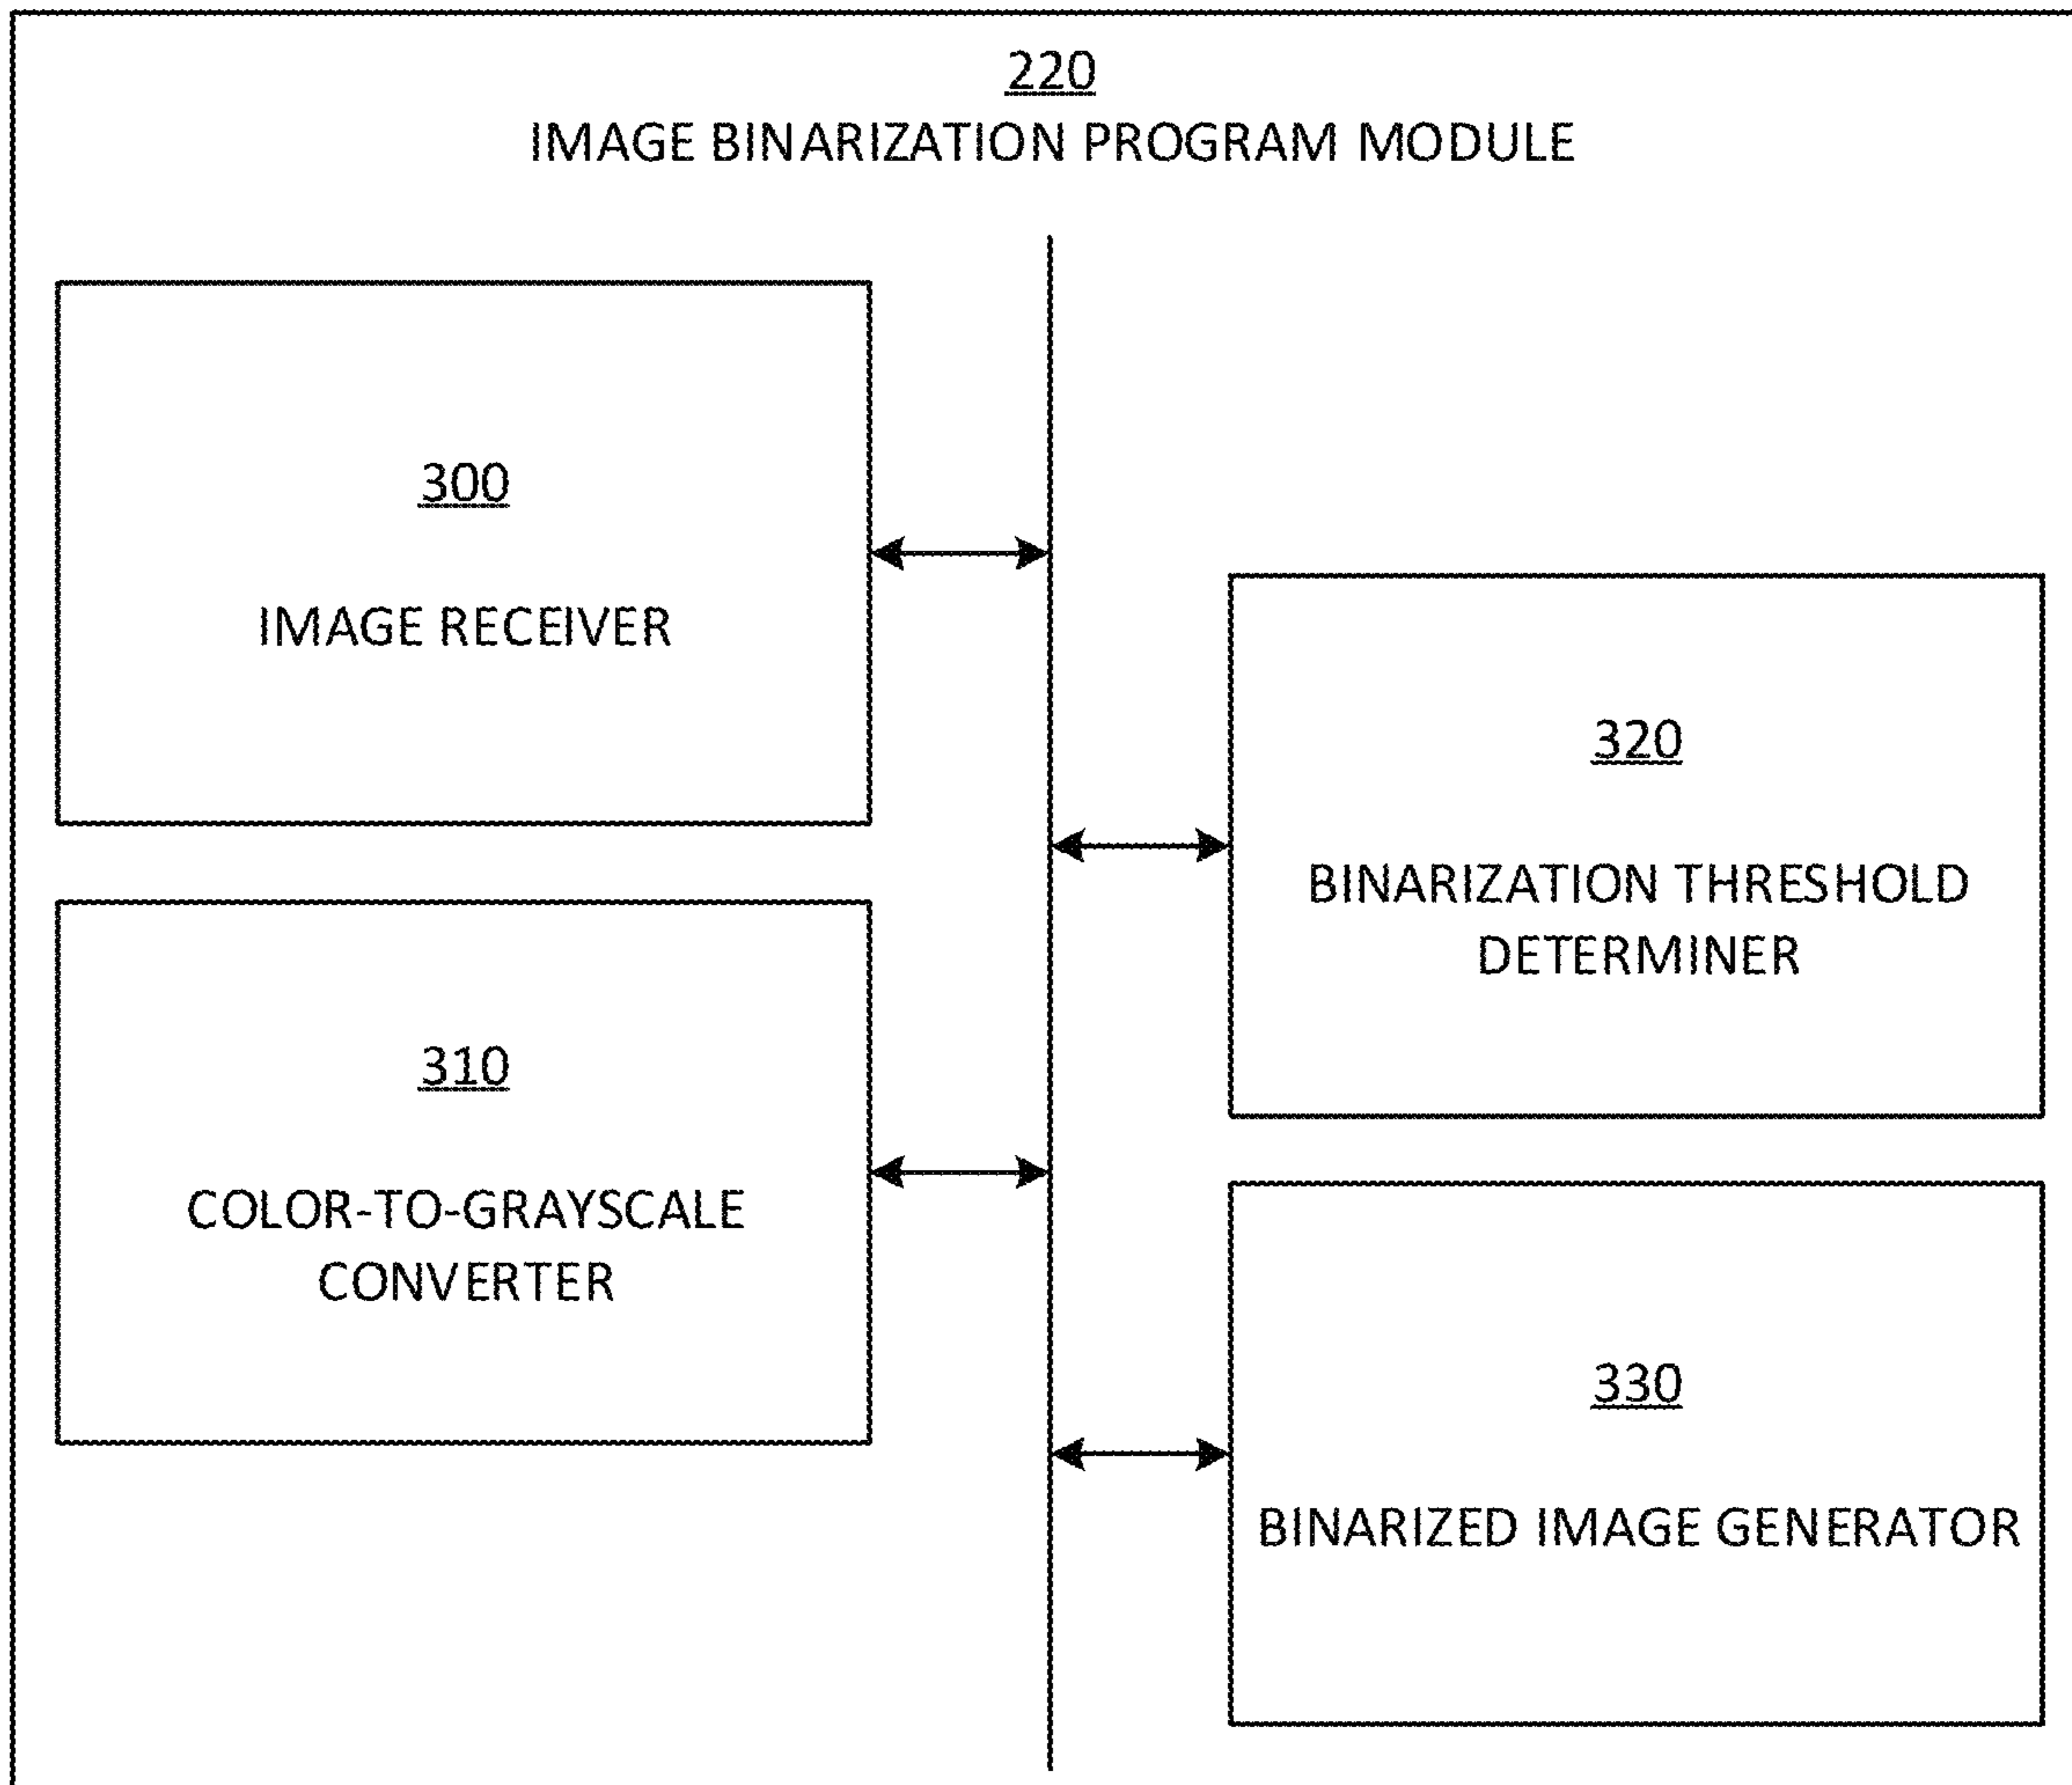 220
IMAGE BINARIZATION PROGRAM MODULE
300
IMAGE RECEIVER
310
COLOR-TO-GRAYSCALE
CONVERTER
320
BINARIZATION THRESHOLD
DETERMINER
330
BINARIZED IMAGE GENERATOR